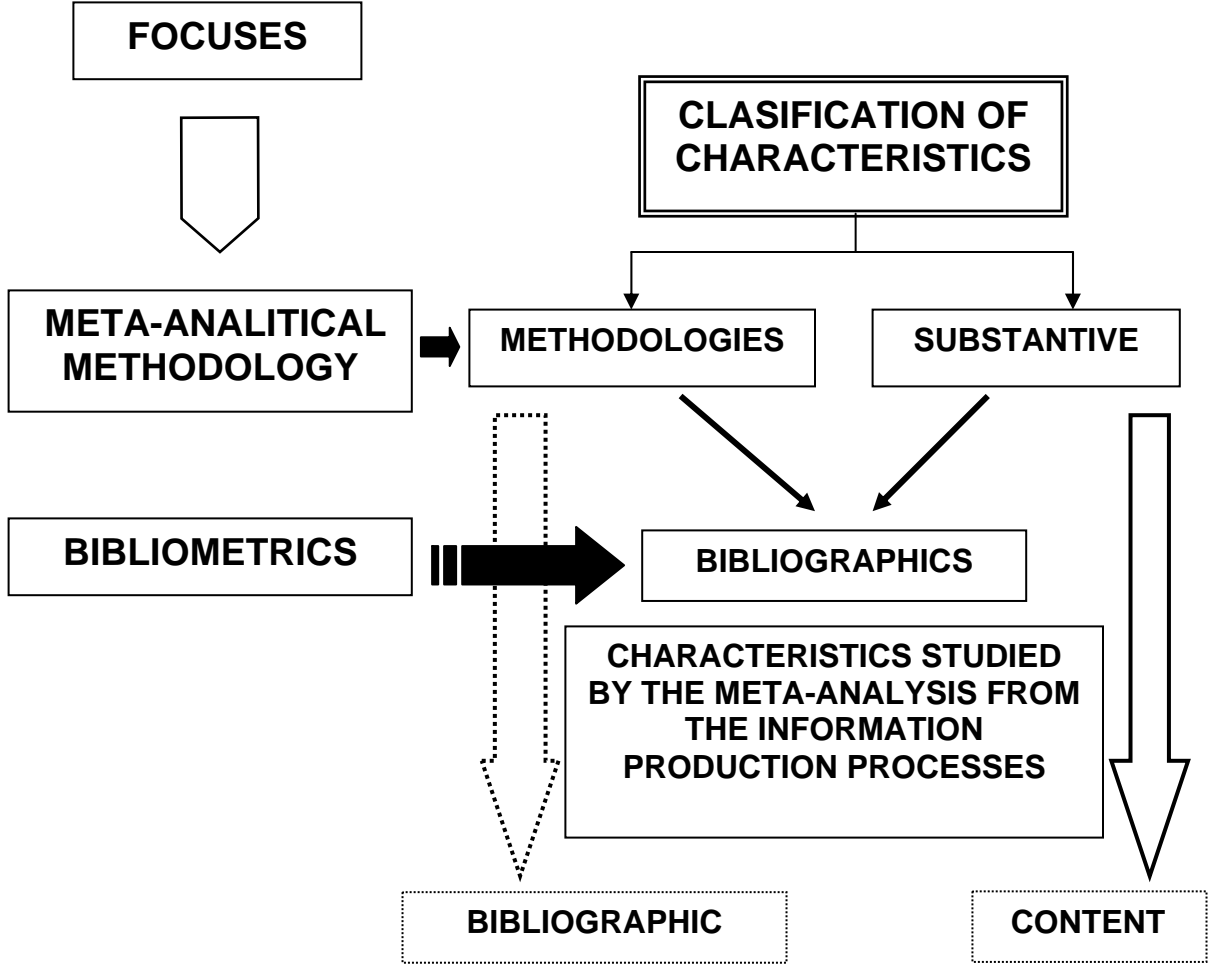 FOCUSES
CLASIFICATION OF
CHARACTERISTICS
META-ANALITICAL
METHODOLOGY
METHODOLOGIES
SUBSTANTIVE
BIBLIOMETRICS
BIBLIOGRAPHICS
CHARACTERISTICS STUDIED
BY THE META-ANALYSIS FROM
THE INFORMATION
PRODUCTION PROCESSES
BIBLIOGRAPHIC
CONTENT